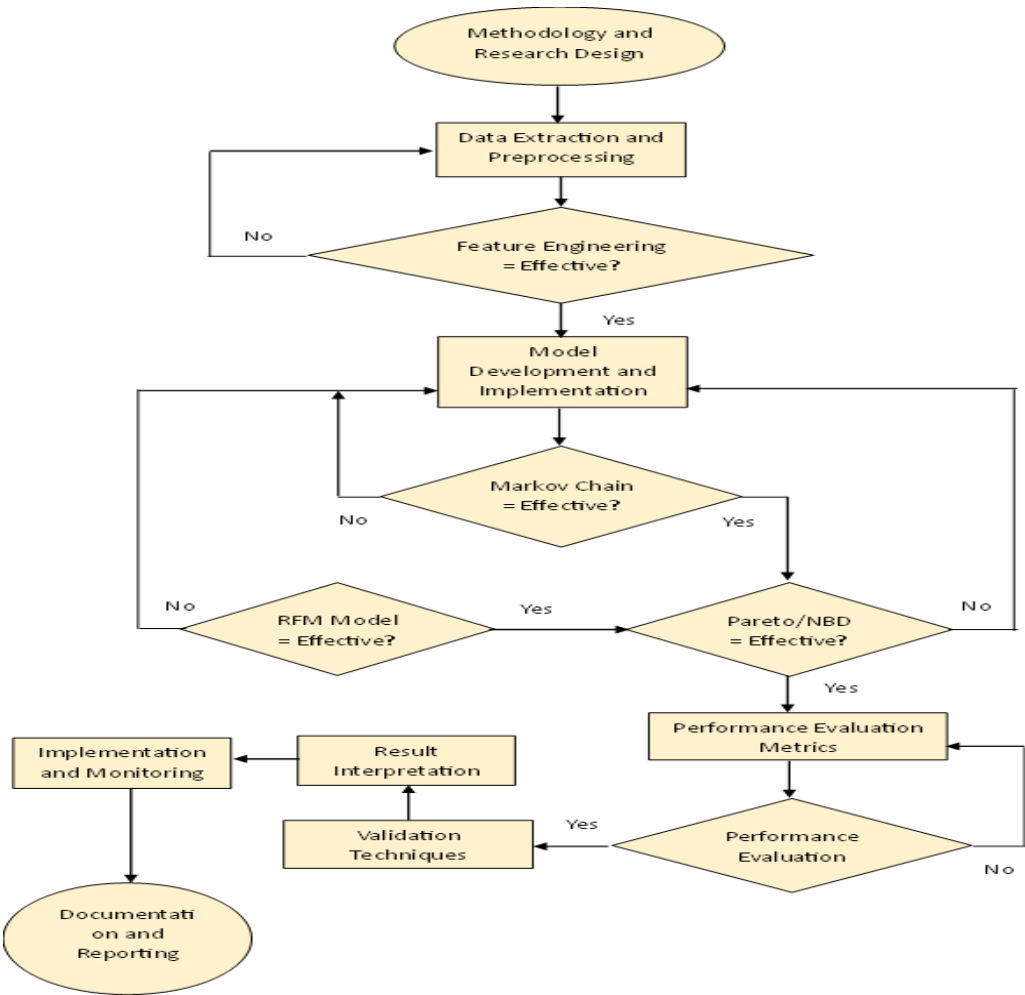 Methodology and
Research Design
Data Extraction and
Preprocessing
No
Feature Engineering
= Effective?
Yes
Model
Development and
Implementation
Markov Chain
= Effective?
No
Yes
No
RFM Model
= Effective?
Yes
Pareto/NBD
= Effective?
No
Yes
Performance Evaluation
Metrics
Implementation
and Monitoring
Result
Interpretation
Validation
Techniques
Yes
Performance
Evaluation
No
Documentati
on and
Reporting